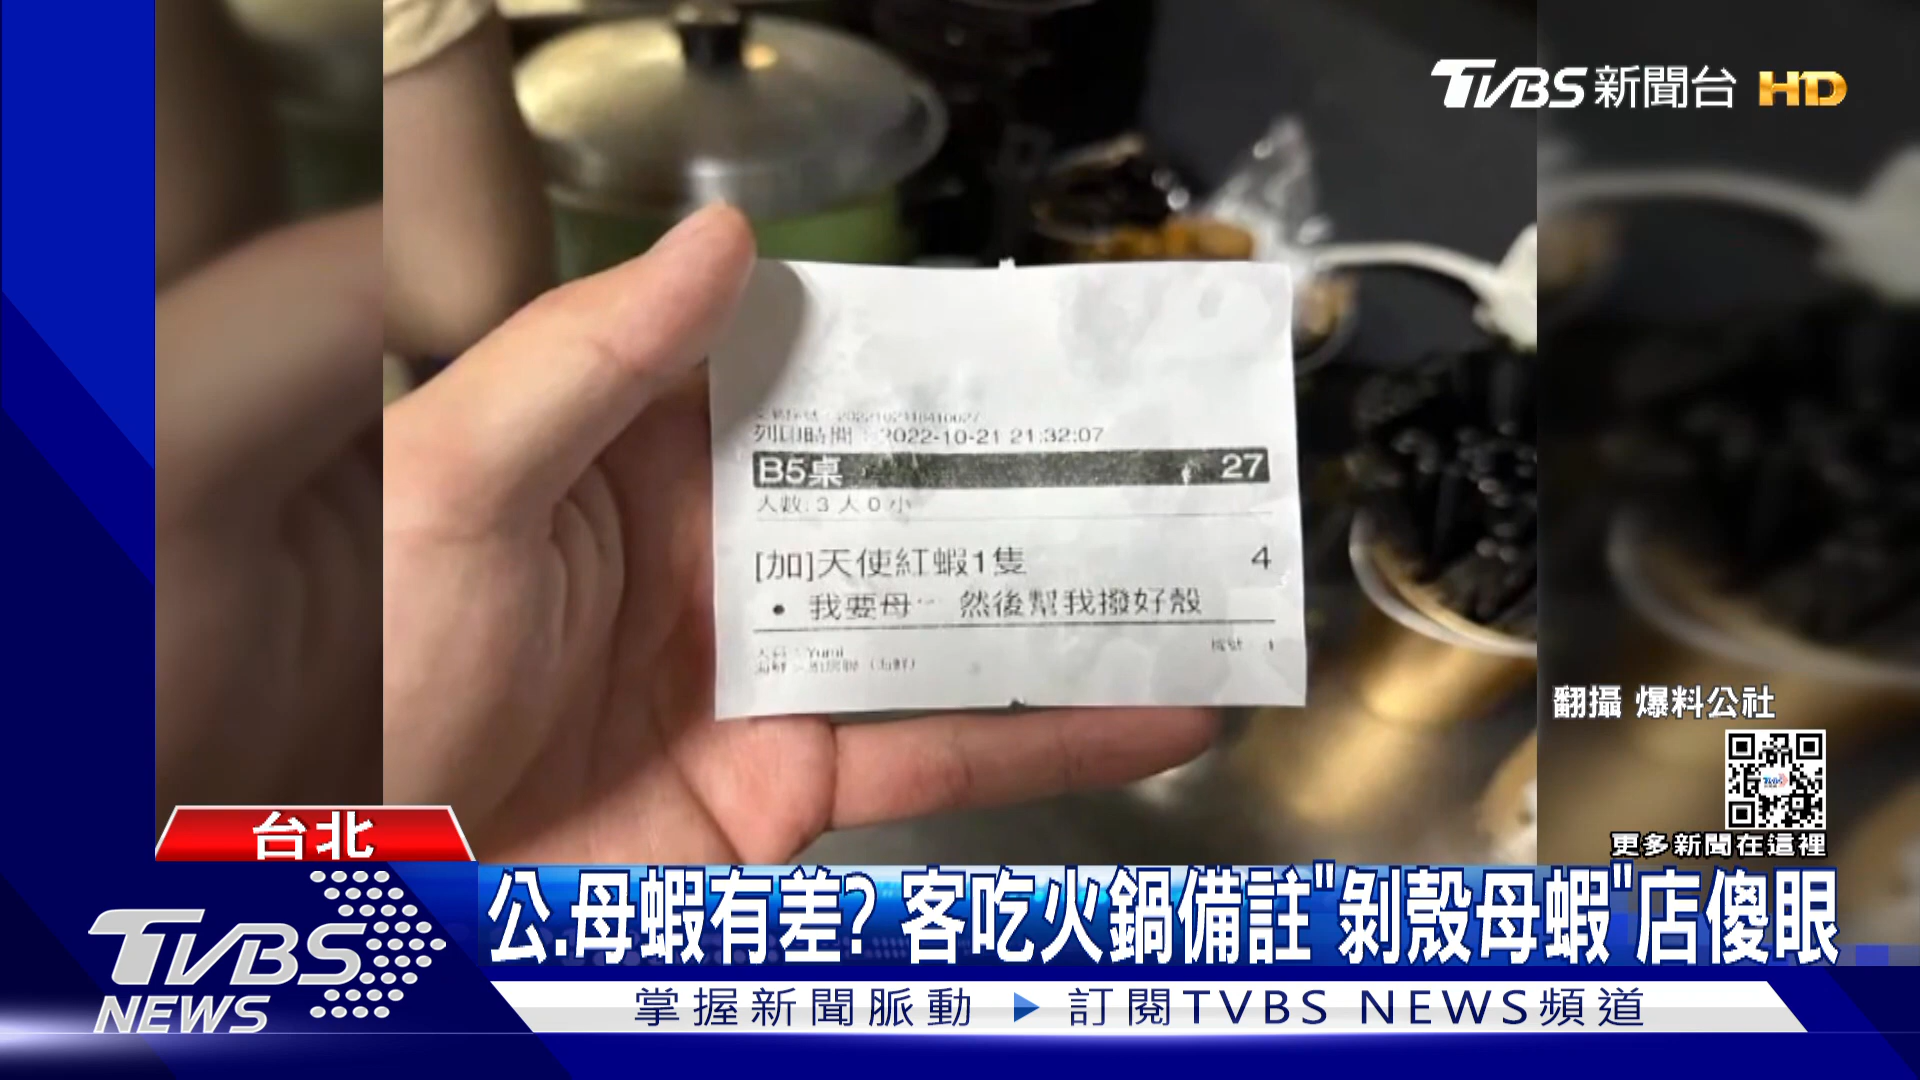 TVBS新聞台 HD
列印時間：2022-10-21 21:32:07
B5桌 27
人數: 3 人 0 小
[加]天使紅蝦1隻 4
• 我要母~ 然後幫我撥好殼
機號 1
翻攝 爆料公社
TVBS
更多新聞在這裡
台北
公.母蝦有差? 客吃火鍋備註"剝殼母蝦"店傻眼
TVBS NEWS
掌握新聞脈動 ▶ 訂閱TVBS NEWS頻道